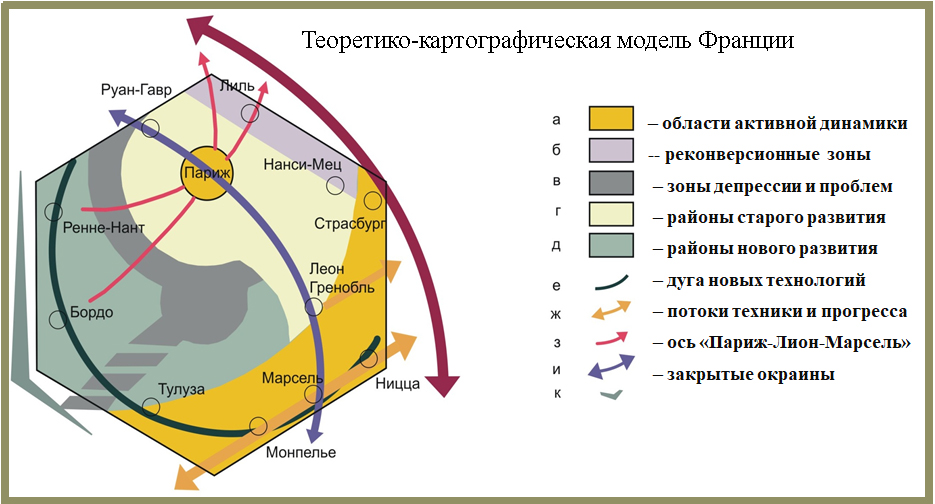 Теоретико-картографическая модель Франции
Руан-Гавр
Лиль
Париж
Нанси-Мец
Страсбург
Ренне-Нант
Леон
Гренобль
Бордо
Тулуза
Марсель
Ницца
Монпелье
а – области активной динамики
б -- реконверсионные зоны
в – зоны депрессии и проблем
г – районы старого развития
д – районы нового развития
е – дуга новых технологий
ж – потоки техники и прогресса
з – ось «Париж-Лион-Марсель»
и – закрытые окраины
к